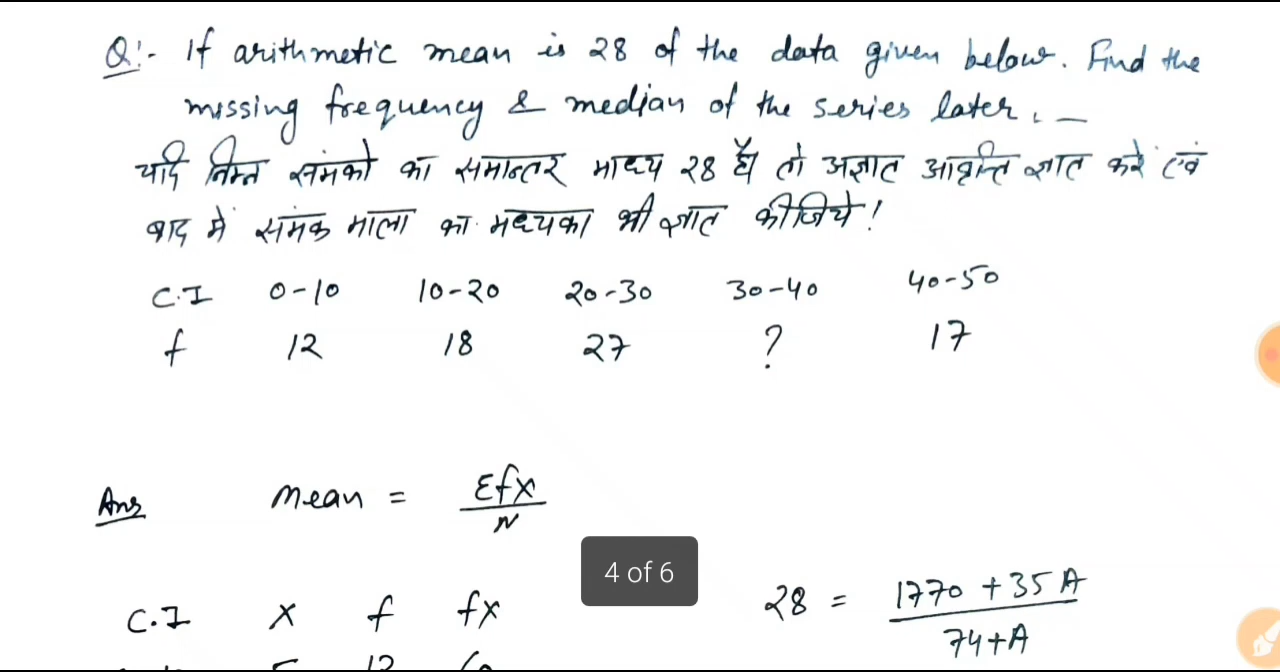 Q:- If arithmetic mean is 28 of the data given below. Find the
missing frequency & median of the series later. —
यदि निम्न समंको का समान्तर माध्य 28 हैं तो अज्ञात आवृत्ति ज्ञात करें एवं
बाद में समंक माला का मध्यका भी ज्ञात कीजिये!
C.I 0-10 10-20 20-30 30-40 40-50
f 12 18 27 ? 17
Ans mean = Σfx
N
4 of 6
28 = 1770 + 35A
74+A
C.I x f fx
5 12